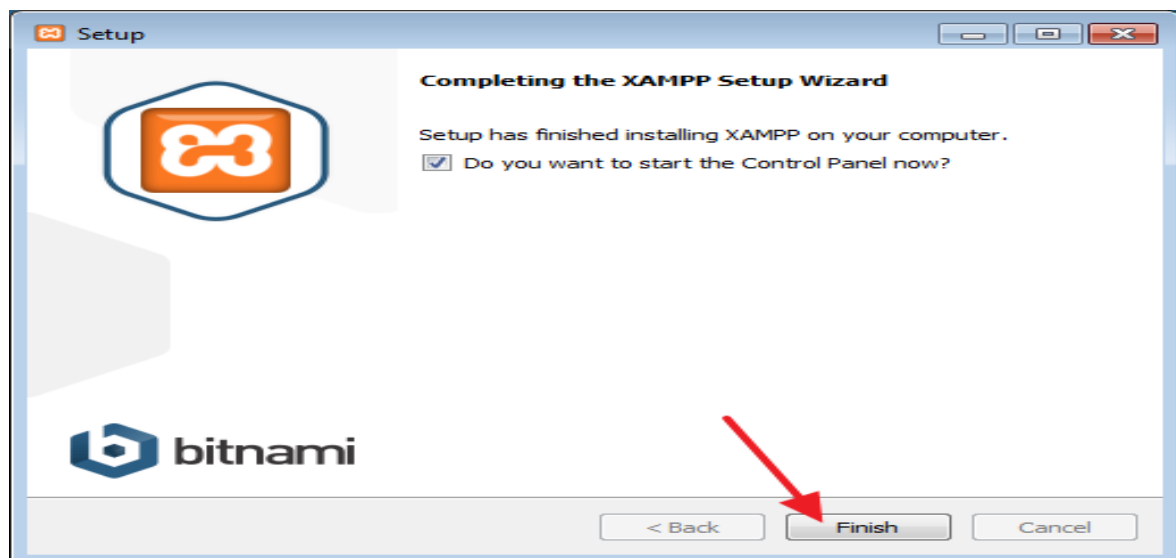 Setup
Completing the XAMPP Setup Wizard
Setup has finished installing XAMPP on your computer.
Do you want to start the Control Panel now?
bitnami
< Back
Finish
Cancel